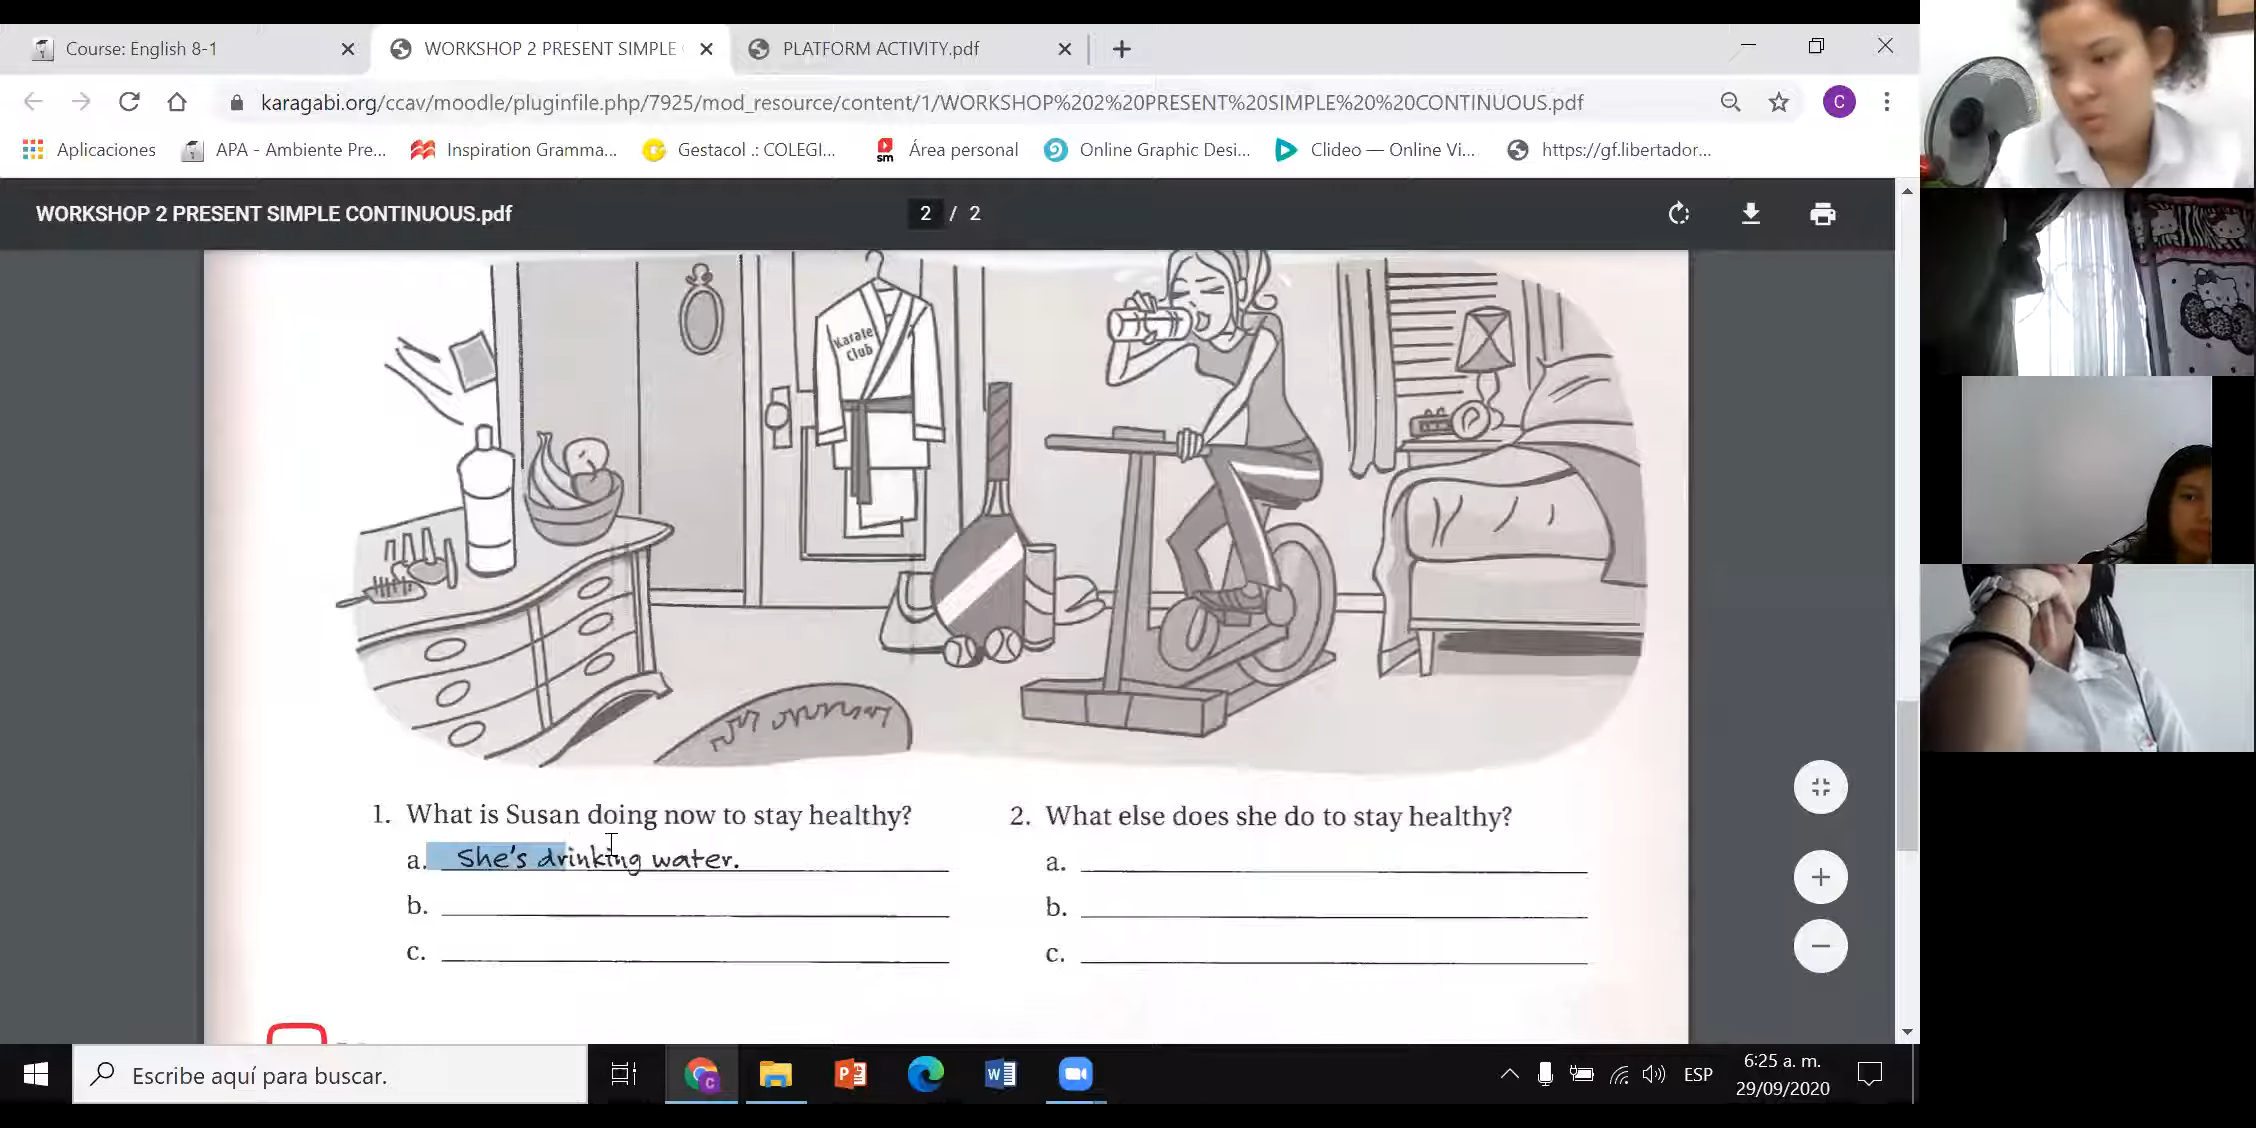 Course: English 8-1
WORKSHOP 2 PRESENT SIMPLE
PLATFORM ACTIVITY.pdf
karagabi.org/ccav/moodle/pluginfile.php/7925/mod_resource/content/1/WORKSHOP%202%20PRESENT%20SIMPLE%20%20CONTINUOUS.pdf
C
Aplicaciones
APA - Ambiente Pre...
Inspiration Gramma...
Gestacol .: COLEGI...
sm
Área personal
Online Graphic Desi...
Clideo — Online Vi...
https://gf.libertador...
WORKSHOP 2 PRESENT SIMPLE CONTINUOUS.pdf
2 / 2
Karate
Club
1. What is Susan doing now to stay healthy?
a. She's drinking water.
b.
c.
2. What else does she do to stay healthy?
a.
b.
c.
Escribe aquí para buscar.
ESP
6:25 a. m.
29/09/2020